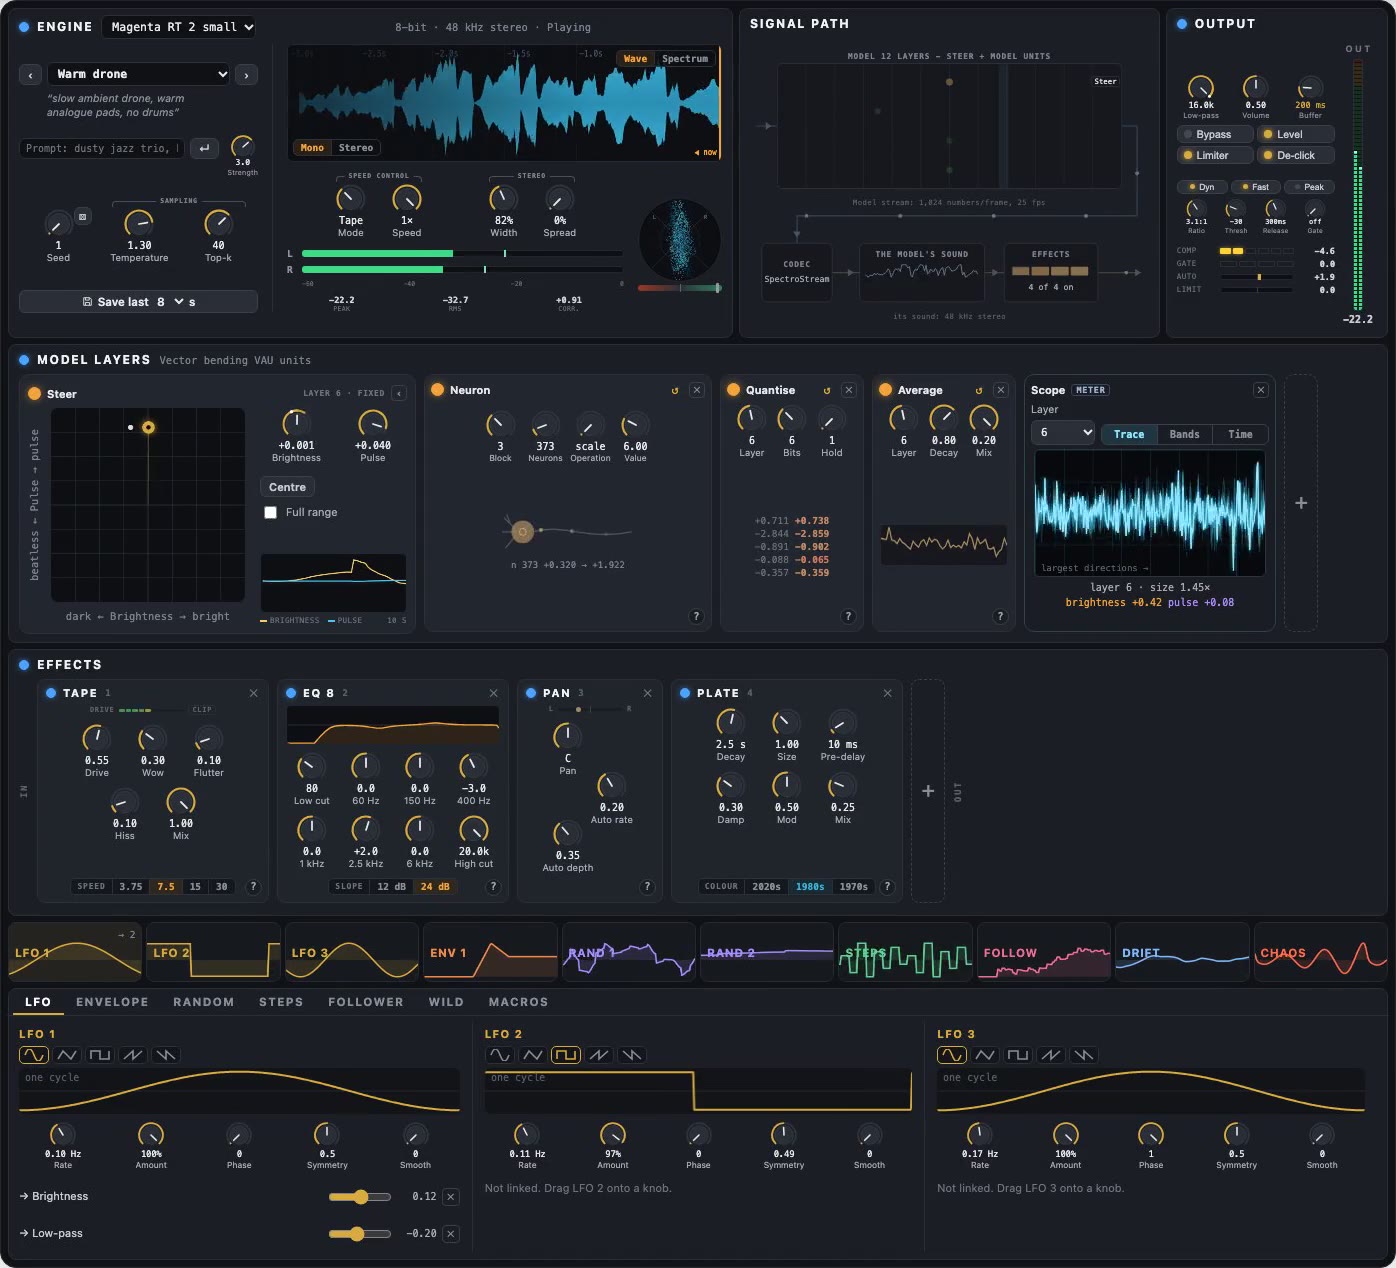 ENGINE Magenta RT 2 small
8-bit · 48 kHz stereo · Playing
‹ Warm drone ›
“slow ambient drone, warm
analogue pads, no drums”
Prompt: dusty jazz trio,
3.0
Strength
SAMPLING
1 1.30 40
Seed Temperature Top-k
Save last 8 s
-2.5s -2.0s -1.5s -1.0s
Wave Spectrum
Mono Stereo
◂ now
SPEED CONTROL STEREO
Tape 1× 82% 0%
Mode Speed Width Spread
L
R
-60 -40 -20 0
−22.2 −32.7 +0.91
PEAK RMS CORR.
L R
SIGNAL PATH
MODEL 12 LAYERS — STEER + MODEL UNITS
Steer
Model stream: 1,024 numbers/frame, 25 fps
CODEC
SpectroStream
THE MODEL'S SOUND
EFFECTS
4 of 4 on
its sound: 48 kHz stereo
OUTPUT
OUT
16.0k 0.50 200 ms
Low-pass Volume Buffer
Bypass Level
Limiter De-click
Dyn Fast Peak
3.1:1 −30 300ms off
Ratio Thresh Release Gate
COMP −4.6
GATE 0.0
AUTO +1.9
LIMIT 0.0
−22.2
MODEL LAYERS Vector bending VAU units
Steer
LAYER 6 · FIXED ‹
beatless ← Pulse → pulse
dark ← Brightness → bright
+0.001 +0.040
Brightness Pulse
Centre
Full range
BRIGHTNESS PULSE 10 S
Neuron ↺ ×
3 373 scale 6.00
Block Neurons Operation Value
n 373 +0.320 → +1.922
?
Quantise ↺ ×
6 6 1
Layer Bits Hold
+0.711 +0.738
−2.844 −2.859
−0.891 −0.902
−0.088 −0.065
−0.357 −0.359
?
Average ↺ ×
6 0.80 0.20
Layer Decay Mix
?
Scope METER ×
Layer
6 Trace Bands Time
largest directions →
layer 6 · size 1.45×
brightness +0.42 pulse +0.08
+
EFFECTS
IN
TAPE 1 ×
DRIVE CLIP
0.55 0.30 0.10
Drive Wow Flutter
0.10 1.00
Hiss Mix
SPEED 3.75 7.5 15 30 ?
EQ 8 2 ×
80 0.0 0.0 −3.0
Low cut 60 Hz 150 Hz 400 Hz
0.0 +2.0 0.0 20.0k
1 kHz 2.5 kHz 6 kHz High cut
SLOPE 12 dB 24 dB ?
PAN 3 ×
L R
C
Pan
0.20
Auto rate
0.35
Auto depth
?
PLATE 4 ×
2.5 s 1.00 10 ms
Decay Size Pre-delay
0.30 0.50 0.25
Damp Mod Mix
COLOUR 2020s 1980s 1970s ?
+
OUT
LFO 1 → 2
LFO 2
LFO 3
ENV 1
RAND 1
RAND 2
STEPS
FOLLOW
DRIFT
CHAOS
LFO ENVELOPE RANDOM STEPS FOLLOWER WILD MACROS
LFO 1
one cycle
0.10 Hz 100% 0 0.5 0
Rate Amount Phase Symmetry Smooth
→ Brightness 0.12 ×
→ Low-pass −0.20 ×
LFO 2
one cycle
0.11 Hz 97% 0 0.49 0
Rate Amount Phase Symmetry Smooth
Not linked. Drag LFO 2 onto a knob.
LFO 3
one cycle
0.17 Hz 100% 1 0.5 0
Rate Amount Phase Symmetry Smooth
Not linked. Drag LFO 3 onto a knob.